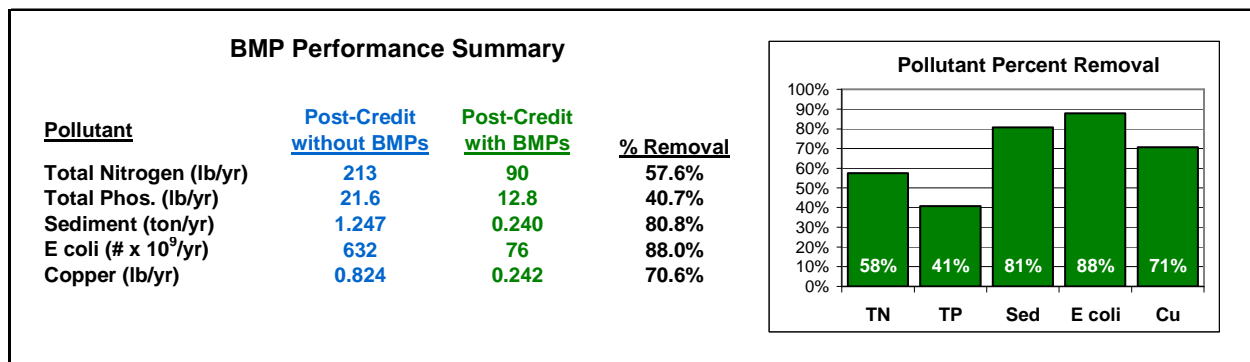 BMP Performance Summary
Pollutant Post-Credit without BMPs Post-Credit with BMPs % Removal
Total Nitrogen (lb/yr) 213 90 57.6%
Total Phos. (lb/yr) 21.6 12.8 40.7%
Sediment (ton/yr) 1.247 0.240 80.8%
E coli (# x 10⁹/yr) 632 76 88.0%
Copper (lb/yr) 0.824 0.242 70.6%
Pollutant Percent Removal
100%
90%
80%
70%
60%
50%
40%
30%
20%
10%
0%
58% 41% 81% 88% 71%
TN TP Sed E coli Cu